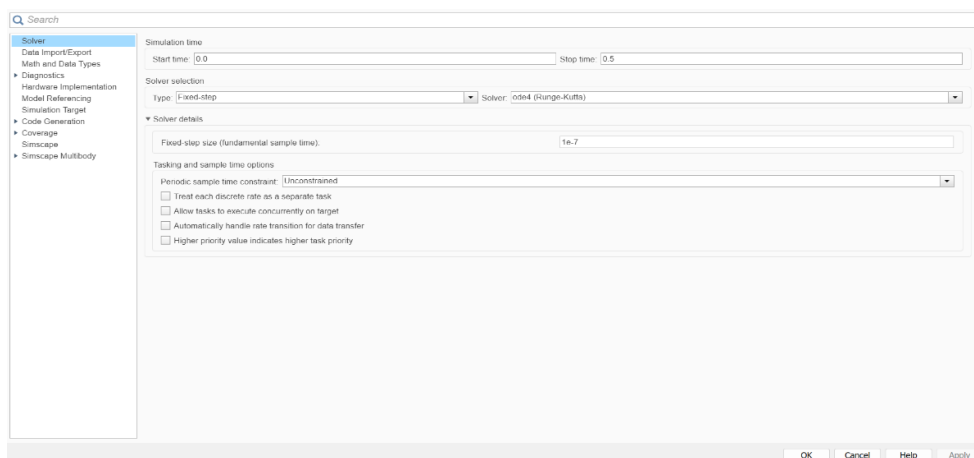 Search
Solver
Data Import/Export
Math and Data Types
Diagnostics
Hardware Implementation
Model Referencing
Simulation Target
Code Generation
Coverage
Simscape
Simscape Multibody
Simulation time
Start time: 0.0 Stop time: 0.5
Solver selection
Type: Fixed-step Solver: ode4 (Runge-Kutta)
Solver details
Fixed-step size (fundamental sample time): 1e-7
Tasking and sample time options
Periodic sample time constraint: Unconstrained
Treat each discrete rate as a separate task
Allow tasks to execute concurrently on target
Automatically handle rate transition for data transfer
Higher priority value indicates higher task priority
OK Cancel Help Apply